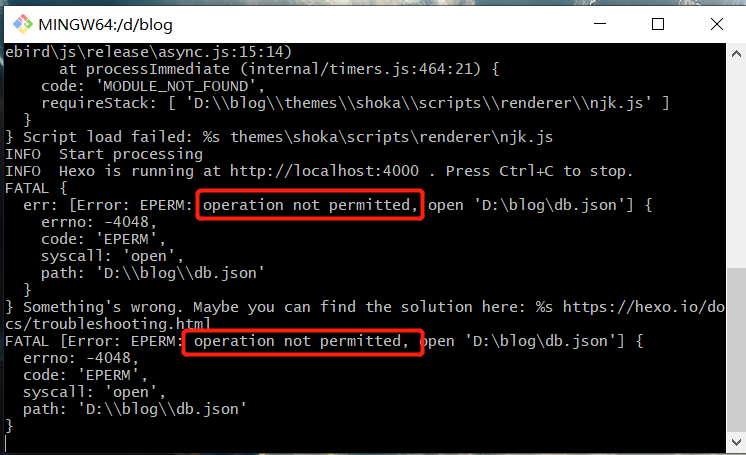 MINGW64:/d/blog
ebird\js\release\async.js:15:14)
at processImmediate (internal/timers.js:464:21) {
code: 'MODULE_NOT_FOUND',
requireStack: [ 'D:\\blog\\themes\\shoka\\scripts\\renderer\\njk.js' ]
}
} Script load failed: %s themes\shoka\scripts\renderer\njk.js
INFO  Start processing
INFO  Hexo is running at http://localhost:4000 . Press Ctrl+C to stop.
FATAL {
err: [Error: EPERM: operation not permitted, open 'D:\blog\db.json'] {
errno: -4048,
code: 'EPERM',
syscall: 'open',
path: 'D:\\blog\\db.json'
}
} Something's wrong. Maybe you can find the solution here: %s https://hexo.io/do
cs/troubleshooting.html
FATAL [Error: EPERM: operation not permitted, open 'D:\blog\db.json'] {
errno: -4048,
code: 'EPERM',
syscall: 'open',
path: 'D:\\blog\\db.json'
}